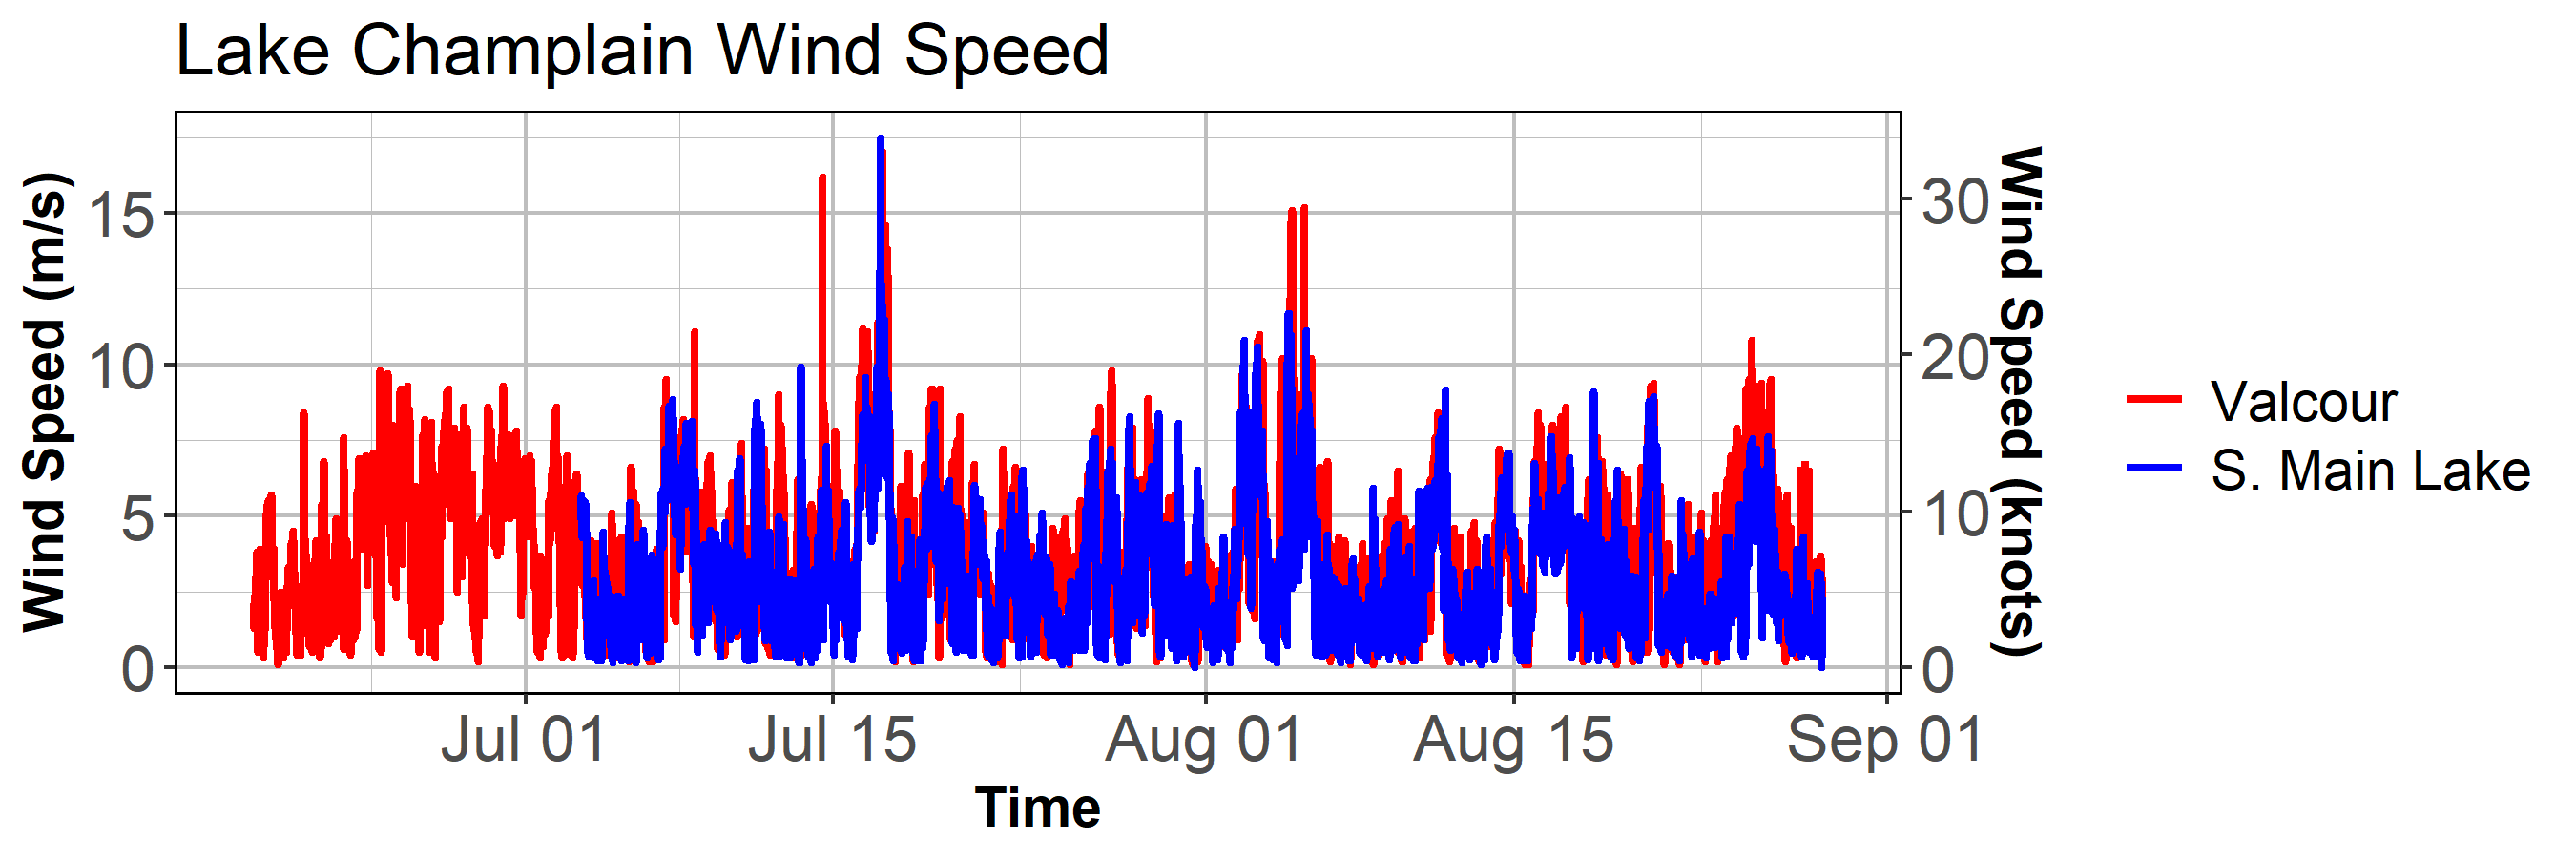 Lake Champlain Wind Speed
Wind Speed (m/s)
15
10
5
0
30
20
10
0
Wind Speed (knots)
Jul 01
Jul 15
Aug 01
Aug 15
Sep 01
Time
Valcour
S. Main Lake